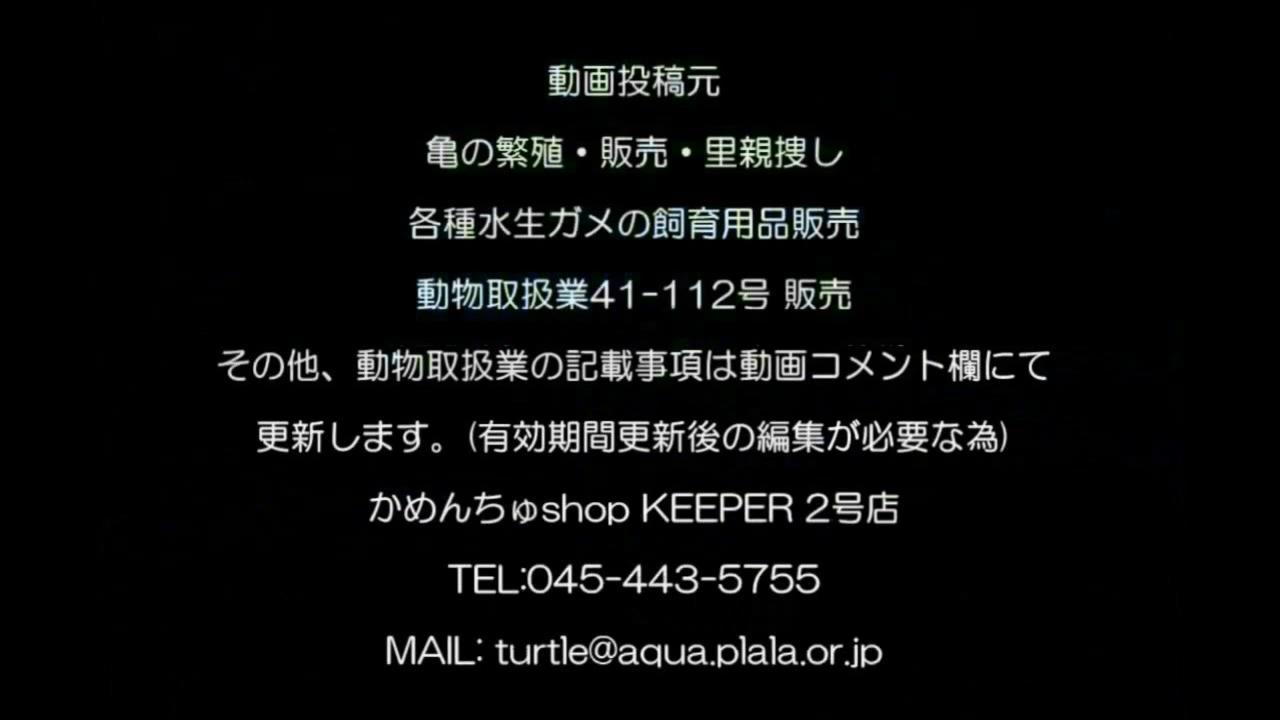 動画投稿元
亀の繁殖・販売・里親捜し
各種水生ガメの飼育用品販売
動物取扱業41-112号 販売
その他、動物取扱業の記載事項は動画コメント欄にて
更新します。(有効期間更新後の編集が必要な為)
かめんちゅshop KEEPER 2号店
TEL:045-443-5755
MAIL: turtle@aqua.plala.or.jp